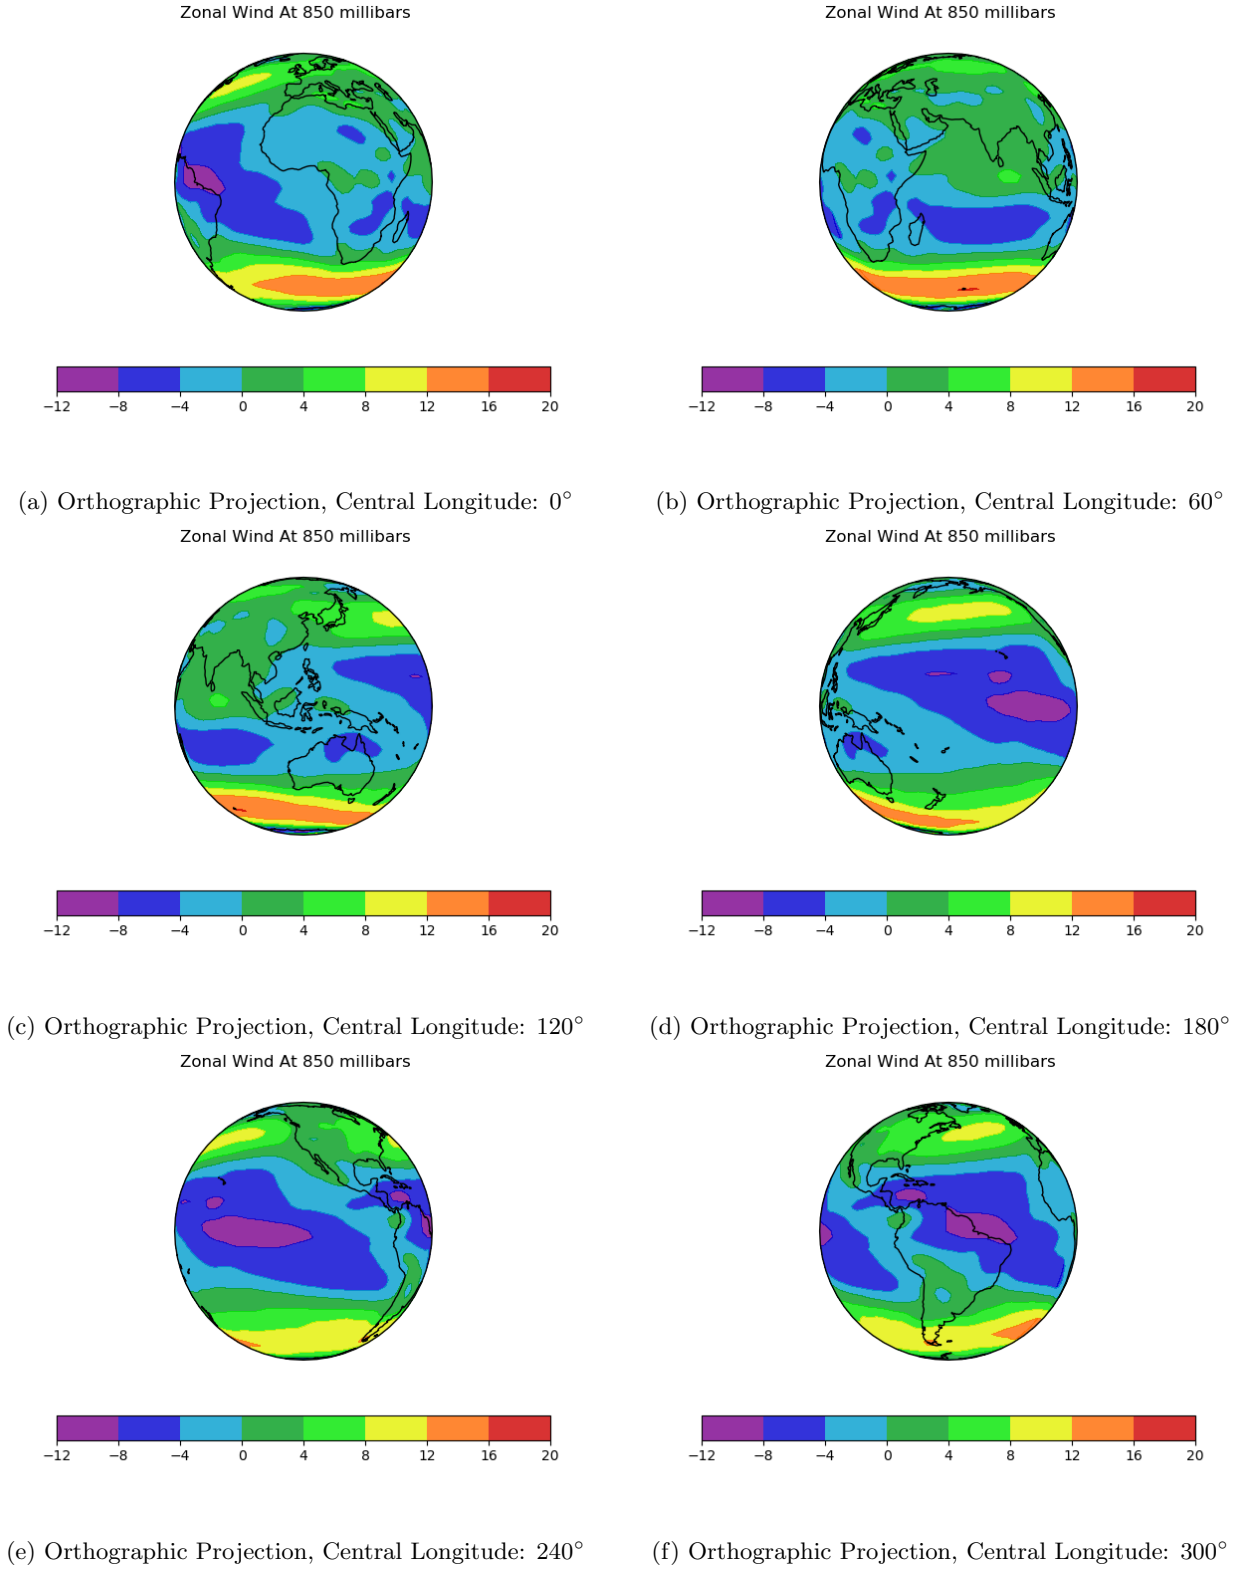 Zonal Wind At 850 millibars Zonal Wind At 850 millibars
−12 −8 −4 0 4 8 12 16 20 −12 −8 −4 0 4 8 12 16 20
(a) Orthographic Projection, Central Longitude: 0° (b) Orthographic Projection, Central Longitude: 60°
Zonal Wind At 850 millibars Zonal Wind At 850 millibars
−12 −8 −4 0 4 8 12 16 20 −12 −8 −4 0 4 8 12 16 20
(c) Orthographic Projection, Central Longitude: 120° (d) Orthographic Projection, Central Longitude: 180°
Zonal Wind At 850 millibars Zonal Wind At 850 millibars
−12 −8 −4 0 4 8 12 16 20 −12 −8 −4 0 4 8 12 16 20
(e) Orthographic Projection, Central Longitude: 240° (f) Orthographic Projection, Central Longitude: 300°